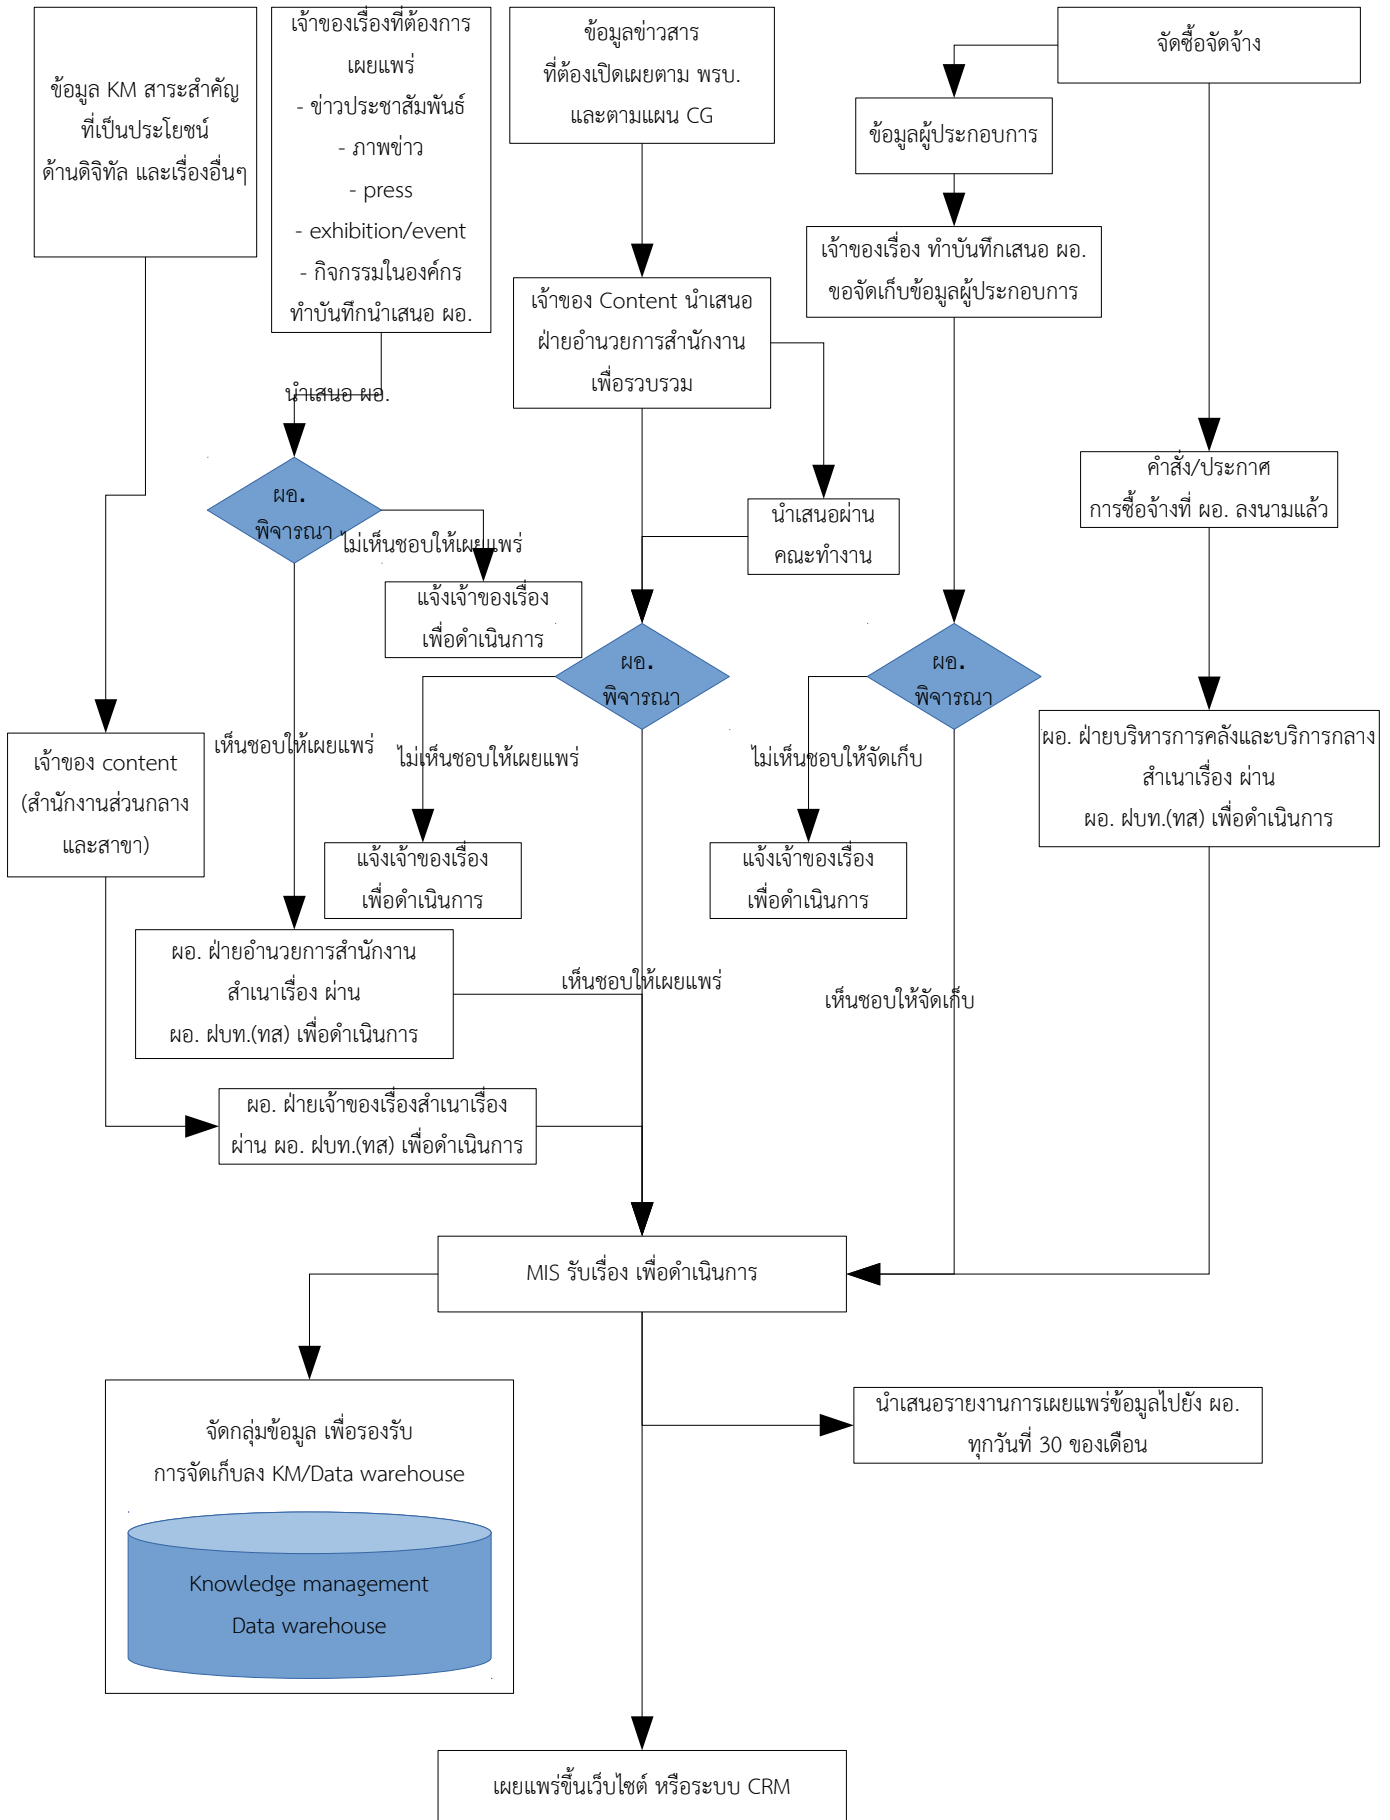 ข้อมูล KM สาระสำคัญ
ที่เป็นประโยชน์
ด้านดิจิทัล และเรื่องอื่นๆ
เจ้าของเรื่องที่ต้องการ
เผยแพร่
- ข่าวประชาสัมพันธ์
- ภาพข่าว
- press
- exhibition/event
- กิจกรรมในองค์กร
ทำบันทึกนำเสนอ ผอ.
ข้อมูลข่าวสาร
ที่ต้องเปิดเผยตาม พรบ.
และตามแผน CG
จัดซื้อจัดจ้าง
ข้อมูลผู้ประกอบการ
เจ้าของเรื่อง ทำบันทึกเสนอ ผอ.
ขอจัดเก็บข้อมูลผู้ประกอบการ
เจ้าของ Content นำเสนอ
ฝ่ายอำนวยการสำนักงาน
เพื่อรวบรวม
นำเสนอ ผอ.
ผอ.
พิจารณา
ไม่เห็นชอบให้เผยแพร่
แจ้งเจ้าของเรื่อง
เพื่อดำเนินการ
นำเสนอผ่าน
คณะทำงาน
คำสั่ง/ประกาศ
การซื้อจ้างที่ ผอ. ลงนามแล้ว
ผอ.
พิจารณา
ผอ.
พิจารณา
เห็นชอบให้เผยแพร่
ไม่เห็นชอบให้เผยแพร่
ไม่เห็นชอบให้จัดเก็บ
ผอ. ฝ่ายบริหารการคลังและบริการกลาง
สำเนาเรื่อง ผ่าน
ผอ. ฝบท.(ทส) เพื่อดำเนินการ
เจ้าของ content
(สำนักงานส่วนกลาง
และสาขา)
แจ้งเจ้าของเรื่อง
เพื่อดำเนินการ
แจ้งเจ้าของเรื่อง
เพื่อดำเนินการ
ผอ. ฝ่ายอำนวยการสำนักงาน
สำเนาเรื่อง ผ่าน
ผอ. ฝบท.(ทส) เพื่อดำเนินการ
เห็นชอบให้เผยแพร่
เห็นชอบให้จัดเก็บ
ผอ. ฝ่ายเจ้าของเรื่องสำเนาเรื่อง
ผ่าน ผอ. ฝบท.(ทส) เพื่อดำเนินการ
MIS รับเรื่อง เพื่อดำเนินการ
จัดกลุ่มข้อมูล เพื่อรองรับ
การจัดเก็บลง KM/Data warehouse
Knowledge management
Data warehouse
นำเสนอรายงานการเผยแพร่ข้อมูลไปยัง ผอ.
ทุกวันที่ 30 ของเดือน
เผยแพร่ขึ้นเว็บไซต์ หรือระบบ CRM